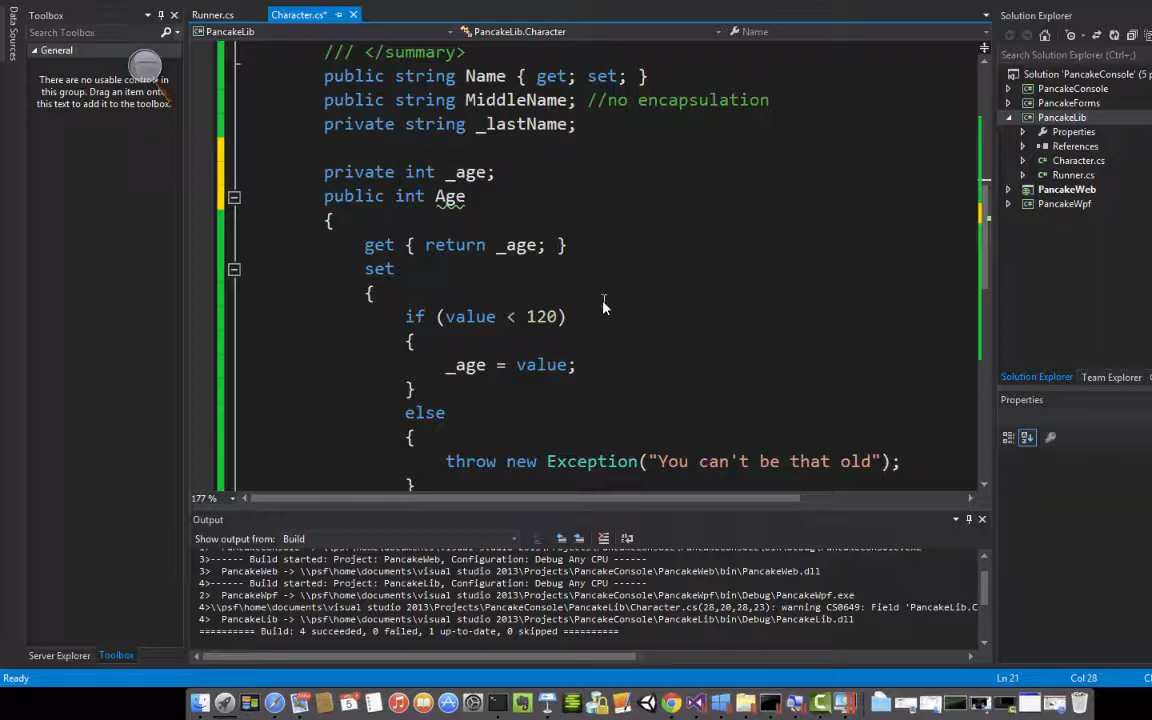 Data Sources
Toolbox
Search Toolbox
General
There are no usable controls in
this group. Drag an item onto
this text to add it to the toolbox.
Server Explorer Toolbox
Runner.cs Character.cs*
PancakeLib PancakeLib.Character Name
/// </summary>
public string Name { get; set; }
public string MiddleName; //no encapsulation
private string _lastName;
private int _age;
public int Age
{
get { return _age; }
set
{
if (value < 120)
{
_age = value;
}
else
{
throw new Exception("You can't be that old");
}
177 %
Output
Show output from: Build
3>------ Build started: Project: PancakeWeb, Configuration: Debug Any CPU ------
3> PancakeWeb -> \\psf\home\documents\visual studio 2013\Projects\PancakeConsole\PancakeWeb\bin\PancakeWeb.dll
4>------ Build started: Project: PancakeLib, Configuration: Debug Any CPU ------
2> PancakeWpf -> \\psf\home\documents\visual studio 2013\Projects\PancakeConsole\PancakeWpf\bin\Debug\PancakeWpf.exe
4>\\psf\home\documents\visual studio 2013\Projects\PancakeConsole\PancakeLib\Character.cs(28,20,28,23): warning CS0649: Field 'PancakeLib.C
4> PancakeLib -> \\psf\home\documents\visual studio 2013\Projects\PancakeConsole\PancakeLib\bin\Debug\PancakeLib.dll
========== Build: 4 succeeded, 0 failed, 1 up-to-date, 0 skipped ==========
Solution Explorer
Search Solution Explorer (Ctrl+;)
Solution 'PancakeConsole' (5 p
PancakeConsole
PancakeForms
PancakeLib
Properties
References
Character.cs
Runner.cs
PancakeWeb
PancakeWpf
Solution Explorer Team Explorer
Properties
Ready Ln 21 Col 28